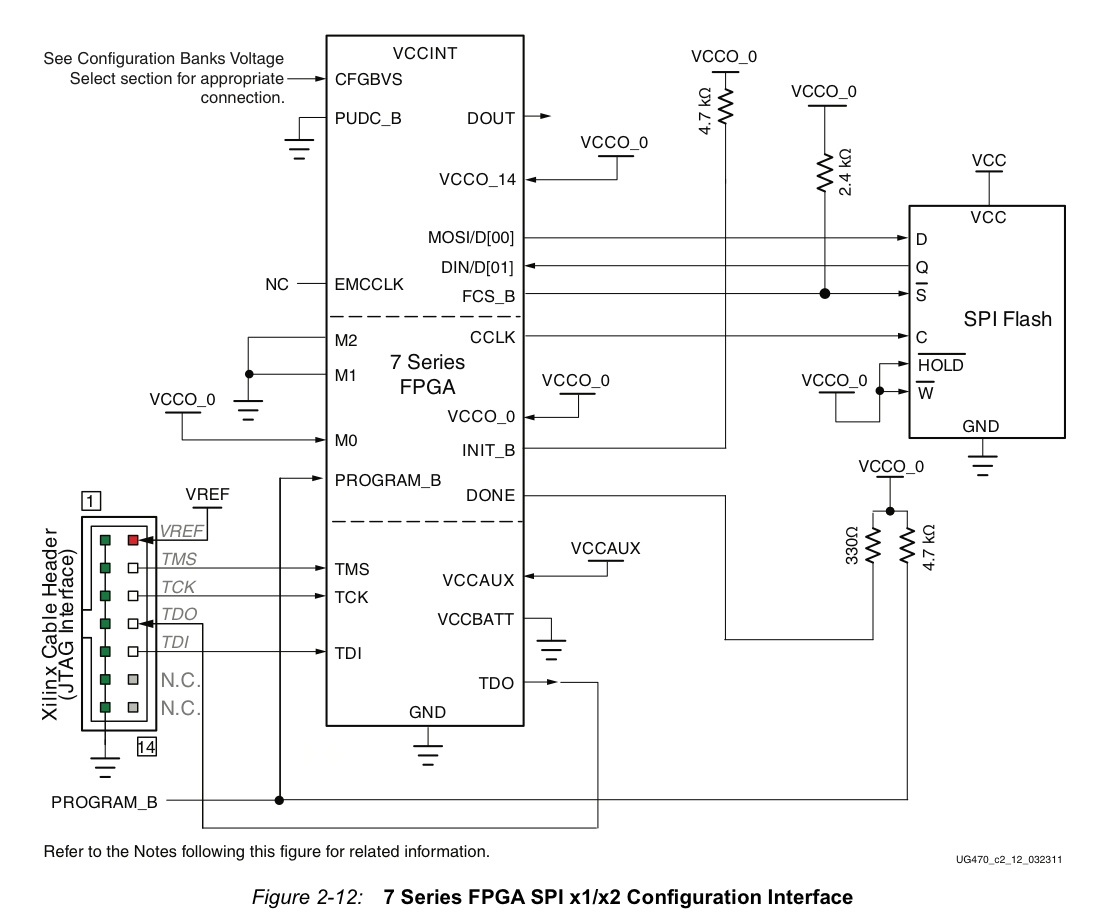 See Configuration Banks Voltage
Select section for appropriate
connection.
VCCINT
CFGBVS
PUDC_B
DOUT
VCCO_0
VCCO_14
VCCO_0
4.7 kΩ
VCCO_0
2.4 kΩ
VCC
VCC
MOSI/D[00]
D
DIN/D[01]
Q
NC
EMCCLK
FCS_B
S
SPI Flash
M2
CCLK
C
7 Series
FPGA
M1
HOLD
VCCO_0
VCCO_0
W
VCCO_0
VCCO_0
GND
M0
INIT_B
PROGRAM_B
DONE
VCCO_0
330Ω
4.7 kΩ
1
VREF
VREF
TMS
TCK
TDO
TDI
N.C.
N.C.
14
Xilinx Cable Header
(JTAG Interface)
TMS
TCK
TDI
VCCAUX
VCCAUX
VCCBATT
TDO
GND
PROGRAM_B
Refer to the Notes following this figure for related information.
UG470_c2_12_032311
Figure 2-12: 7 Series FPGA SPI x1/x2 Configuration Interface